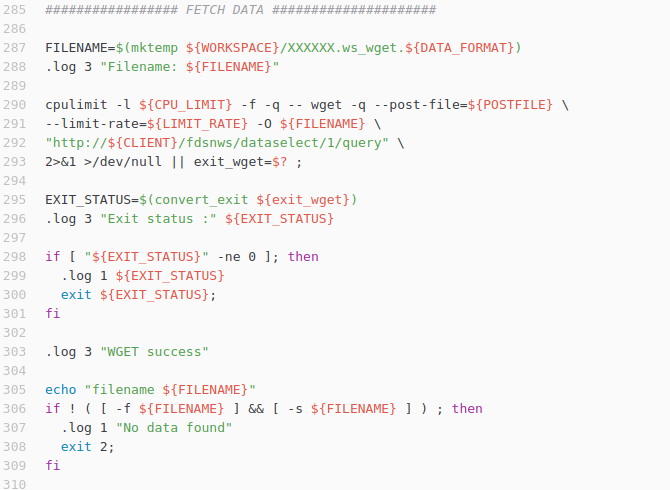 285 ################# FETCH DATA #####################
286
287 FILENAME=$(mktemp ${WORKSPACE}/XXXXXX.ws_wget.${DATA_FORMAT})
288 .log 3 "Filename: ${FILENAME}"
289
290 cpulimit -l ${CPU_LIMIT} -f -q -- wget -q --post-file=${POSTFILE} \
291 --limit-rate=${LIMIT_RATE} -O ${FILENAME} \
292 "http://${CLIENT}/fdsnws/dataselect/1/query" \
293 2>&1 >/dev/null || exit_wget=$? ;
294
295 EXIT_STATUS=$(convert_exit ${exit_wget})
296 .log 3 "Exit status :" ${EXIT_STATUS}
297
298 if [ "${EXIT_STATUS}" -ne 0 ]; then
299   .log 1 ${EXIT_STATUS}
300   exit ${EXIT_STATUS};
301 fi
302
303 .log 3 "WGET success"
304
305 echo "filename ${FILENAME}"
306 if ! ( [ -f ${FILENAME} ] && [ -s ${FILENAME} ] ) ; then
307   .log 1 "No data found"
308   exit 2;
309 fi
310